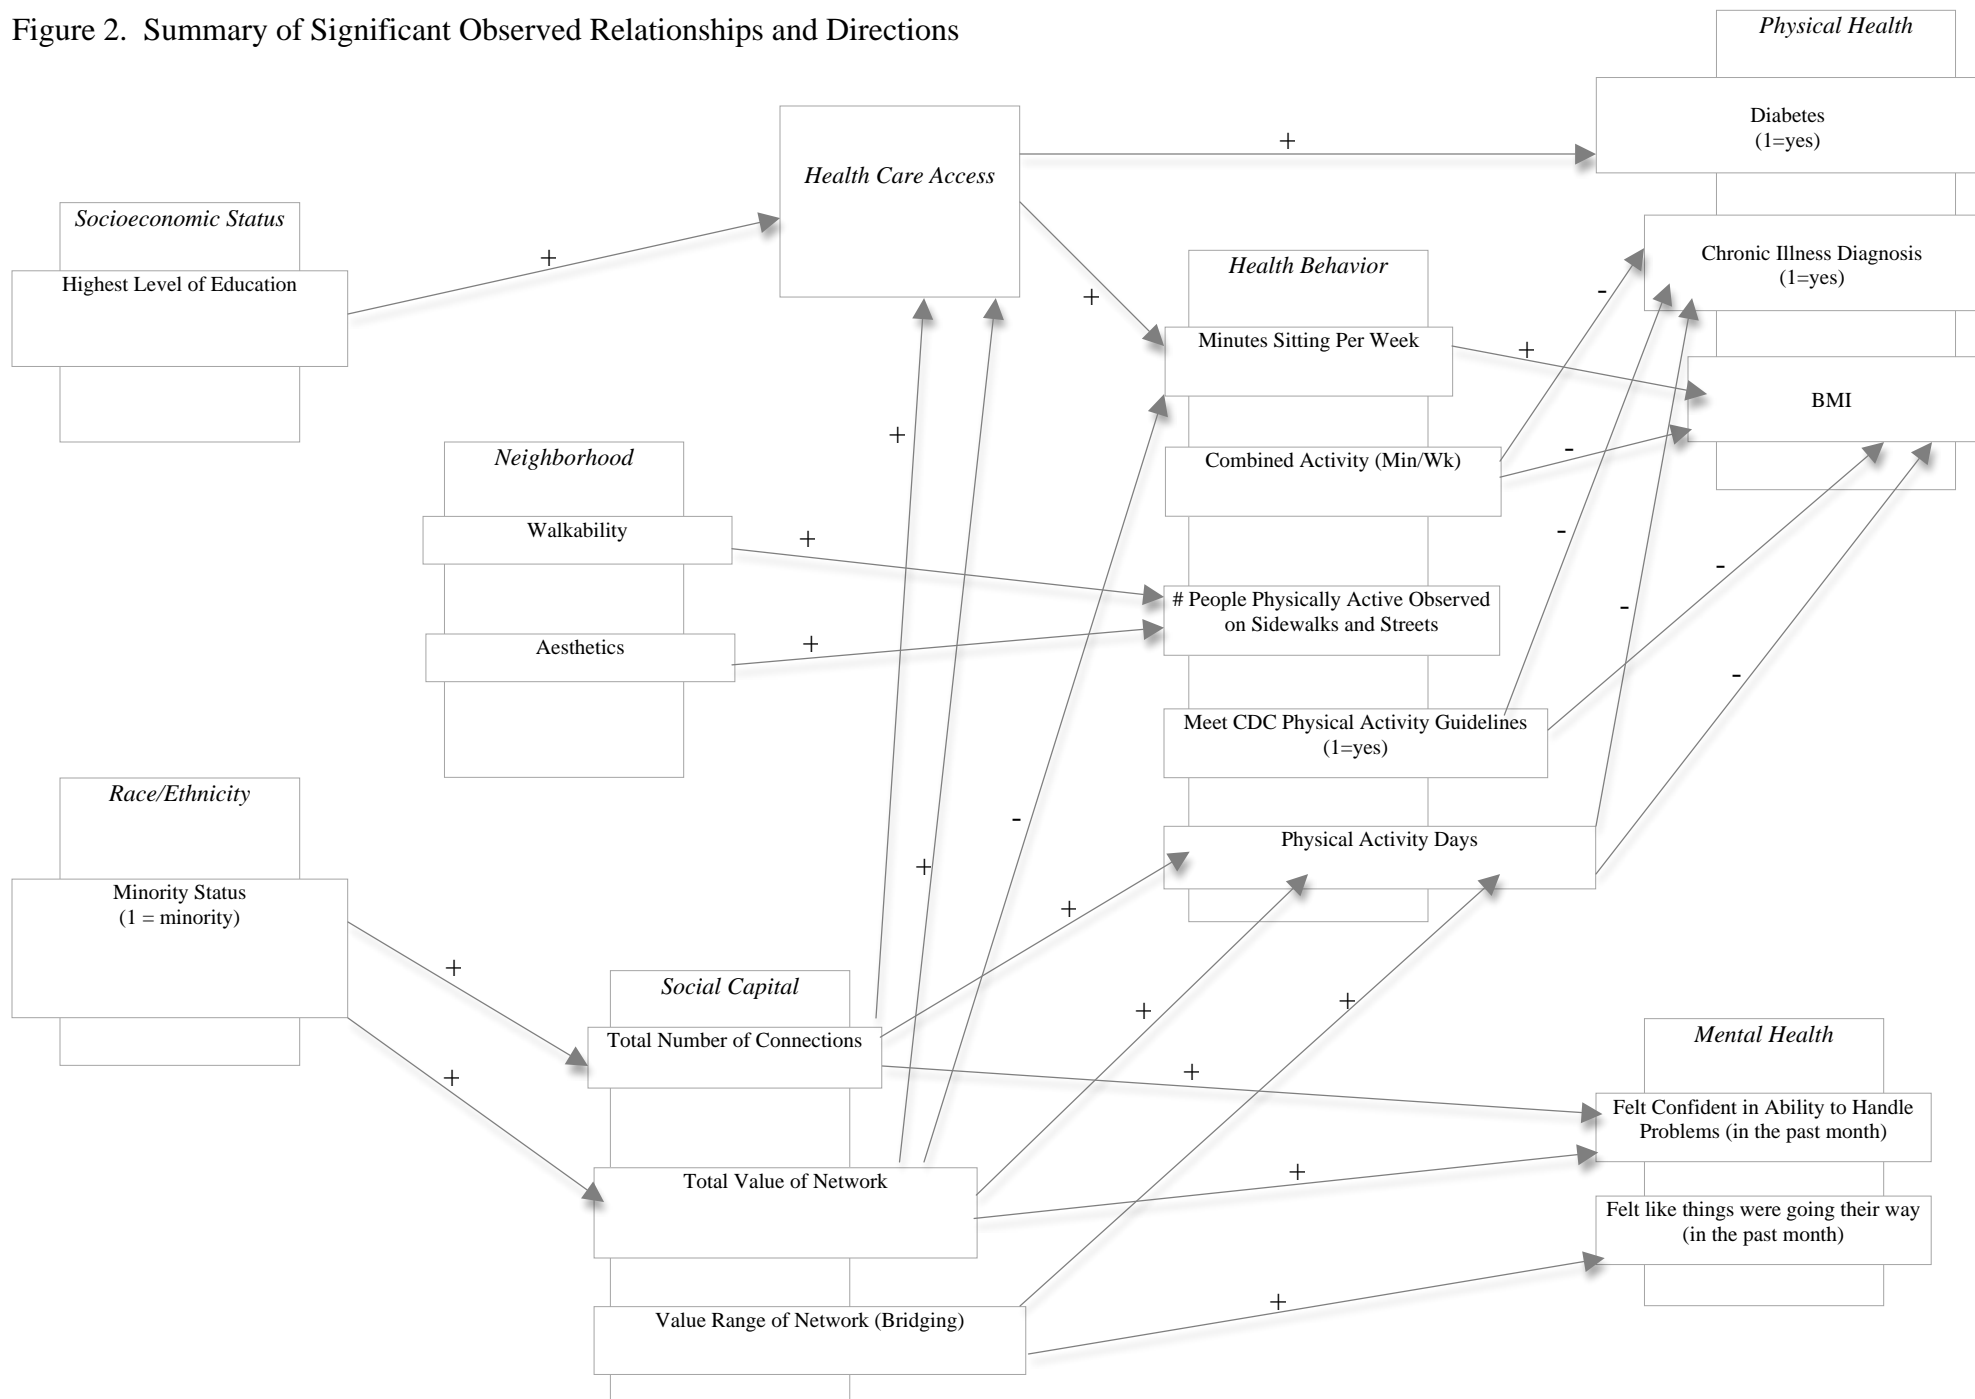 Figure 2.  Summary of Significant Observed Relationships and Directions
Physical Health
Diabetes
(1=yes)
+
Health Care Access
Socioeconomic Status
Highest Level of Education
+
Chronic Illness Diagnosis
(1=yes)
Health Behavior
+
-
Minutes Sitting Per Week
+
BMI
+
Neighborhood
Combined Activity (Min/Wk)
-
Walkability
+
-
# People Physically Active Observed
on Sidewalks and Streets
-
-
Aesthetics
+
-
Meet CDC Physical Activity Guidelines
(1=yes)
Race/Ethnicity
-
Physical Activity Days
Minority Status
(1 = minority)
+
+
+
Social Capital
+
+
Total Number of Connections
Mental Health
+
+
Felt Confident in Ability to Handle
Problems (in the past month)
Total Value of Network
+
Felt like things were going their way
(in the past month)
Value Range of Network (Bridging)
+